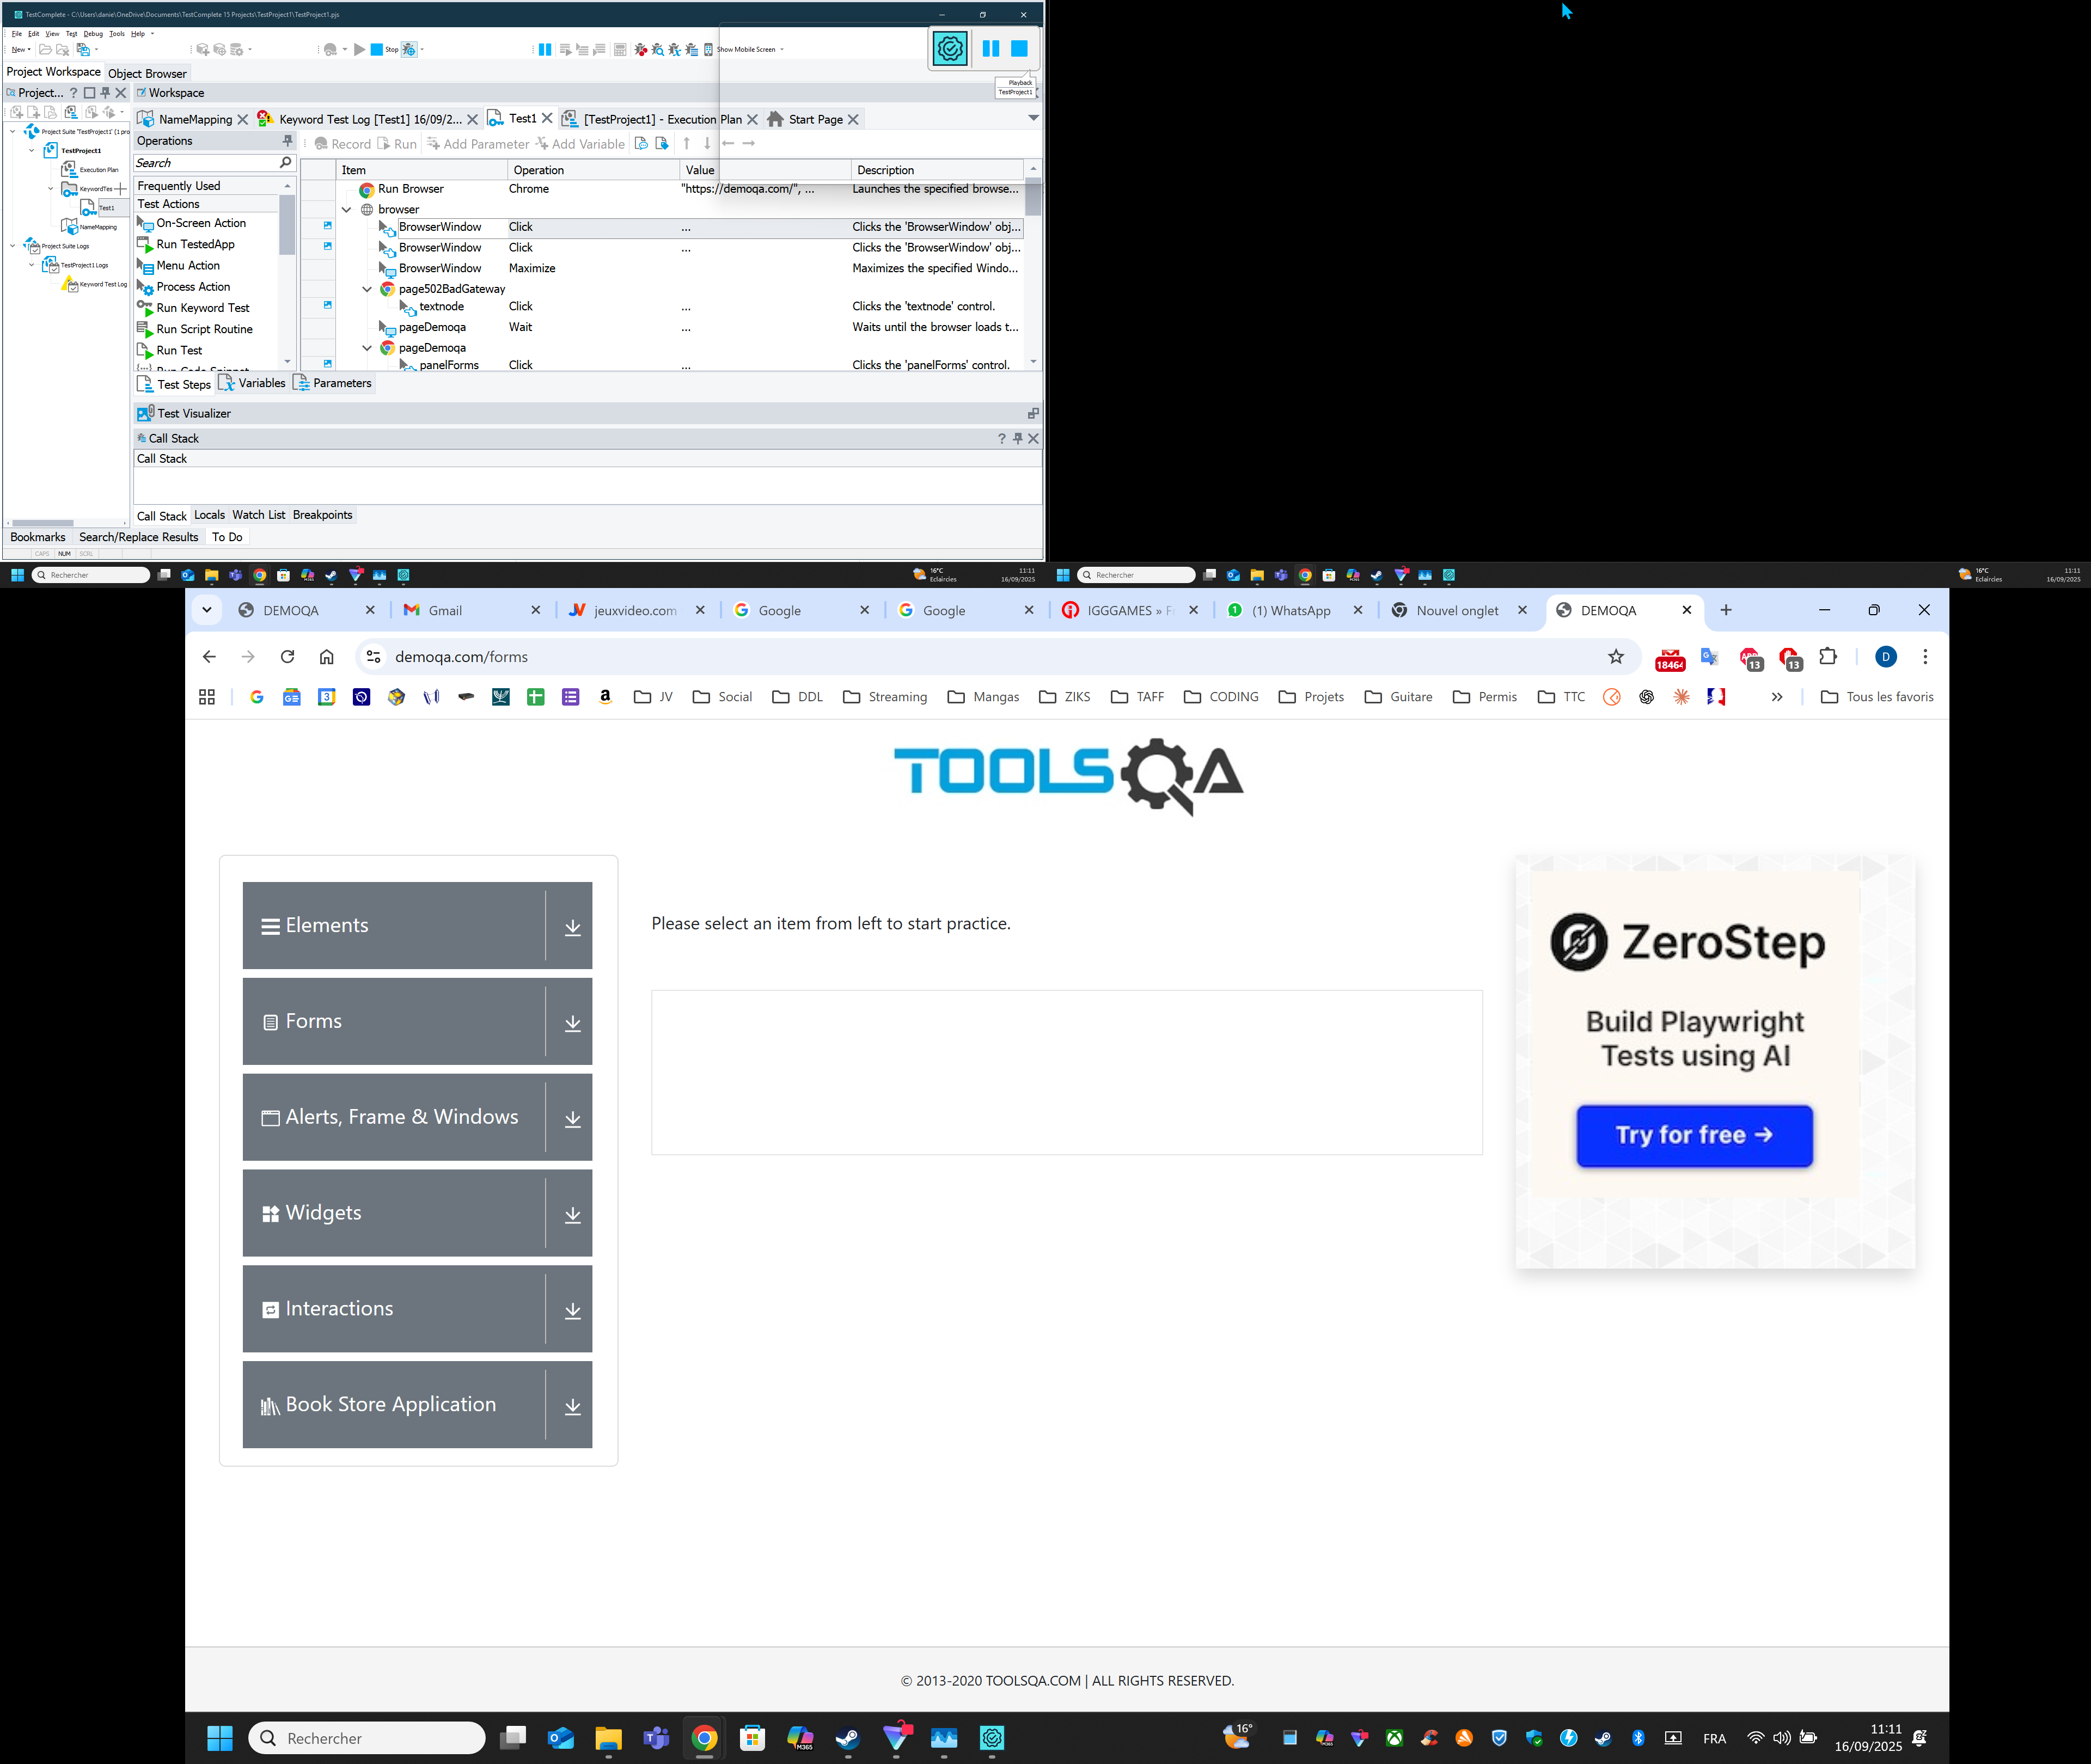 TestComplete - C:\Users\danie\OneDrive\Documents\TestComplete 15 Projects\TestProject1\TestProject1.pjs
File Edit View Test Debug Tools Help
New
Stop
Show Mobile Screen
Playback
TestProject1
Project Workspace
Object Browser
Project...
Workspace
NameMapping
Keyword Test Log [Test1] 16/09/2...
Test1
[TestProject1] - Execution Plan
Start Page
Project Suite 'TestProject1' (1 pro
TestProject1
Execution Plan
KeywordTes
Test1
NameMapping
Project Suite Logs
TestProject1 Logs
Keyword Test Log
Operations
Search
Frequently Used
Test Actions
On-Screen Action
Run TestedApp
Menu Action
Process Action
Run Keyword Test
Run Script Routine
Run Test
Run Code Snippet
Record Run Add Parameter Add Variable
Item Operation Value Description
Run Browser Chrome "https://demoqa.com/", ... Launches the specified browse...
browser
BrowserWindow Click ... Clicks the 'BrowserWindow' obj...
BrowserWindow Click ... Clicks the 'BrowserWindow' obj...
BrowserWindow Maximize Maximizes the specified Windo...
page502BadGateway
textnode Click ... Clicks the 'textnode' control.
pageDemoqa Wait ... Waits until the browser loads t...
pageDemoqa
panelForms Click ... Clicks the 'panelForms' control.
Test Steps Variables Parameters
Test Visualizer
Call Stack
Call Stack
Call Stack Locals Watch List Breakpoints
Bookmarks Search/Replace Results To Do
CAPS NUM SCRL
Rechercher
16°C
Eclaircies
11:11
16/09/2025
Rechercher
16°C
Eclaircies
11:11
16/09/2025
DEMOQA
Gmail
jeuxvideo.com
Google
Google
IGGGAMES » F
(1) WhatsApp
Nouvel onglet
DEMOQA
demoqa.com/forms
18464
13
13
D
JV Social DDL Streaming Mangas ZIKS TAFF CODING Projets Guitare Permis TTC
Tous les favoris
TOOLSQA
Elements
Forms
Alerts, Frame & Windows
Widgets
Interactions
Book Store Application
Please select an item from left to start practice.
ZeroStep
Build Playwright
Tests using AI
Try for free →
© 2013-2020 TOOLSQA.COM | ALL RIGHTS RESERVED.
Rechercher
M365
16°
FRA
11:11
16/09/2025